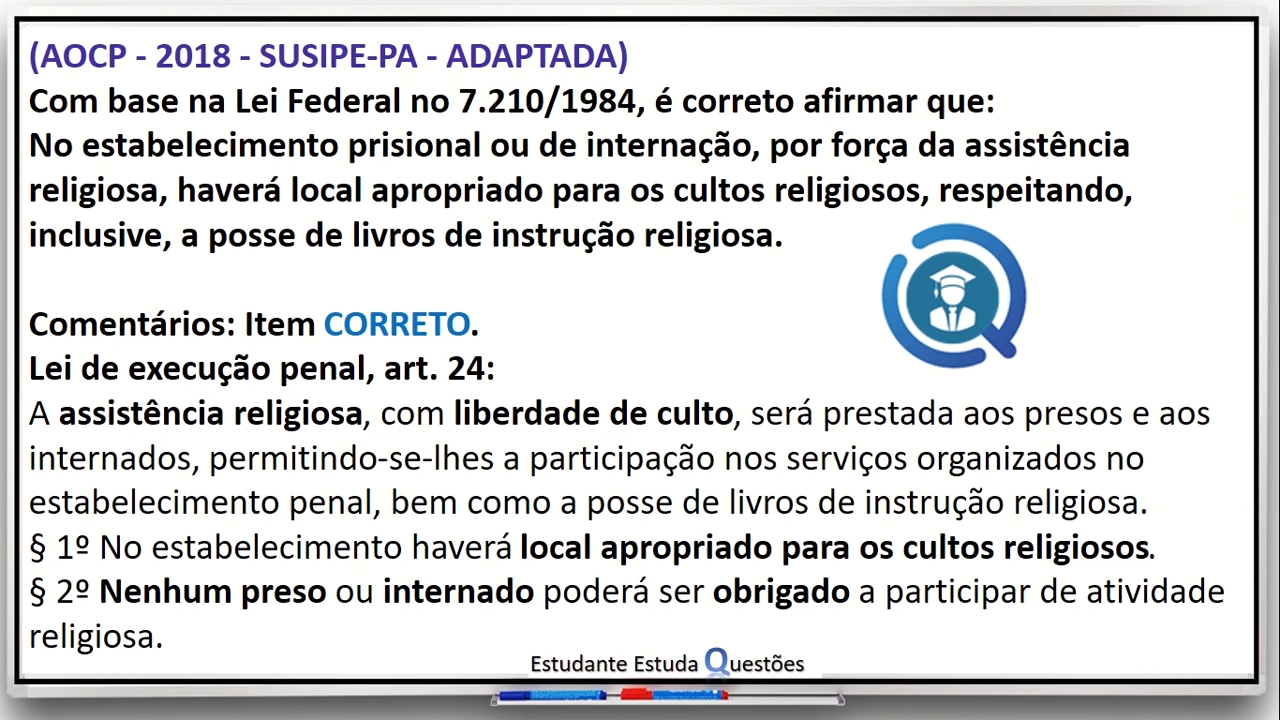 (AOCP - 2018 - SUSIPE-PA - ADAPTADA)
Com base na Lei Federal no 7.210/1984, é correto afirmar que:
No estabelecimento prisional ou de internação, por força da assistência
religiosa, haverá local apropriado para os cultos religiosos, respeitando,
inclusive, a posse de livros de instrução religiosa.
Comentários: Item CORRETO.
Lei de execução penal, art. 24:
A assistência religiosa, com liberdade de culto, será prestada aos presos e aos
internados, permitindo-se-lhes a participação nos serviços organizados no
estabelecimento penal, bem como a posse de livros de instrução religiosa.
§ 1º No estabelecimento haverá local apropriado para os cultos religiosos.
§ 2º Nenhum preso ou internado poderá ser obrigado a participar de atividade
religiosa.
Estudante Estuda Questões